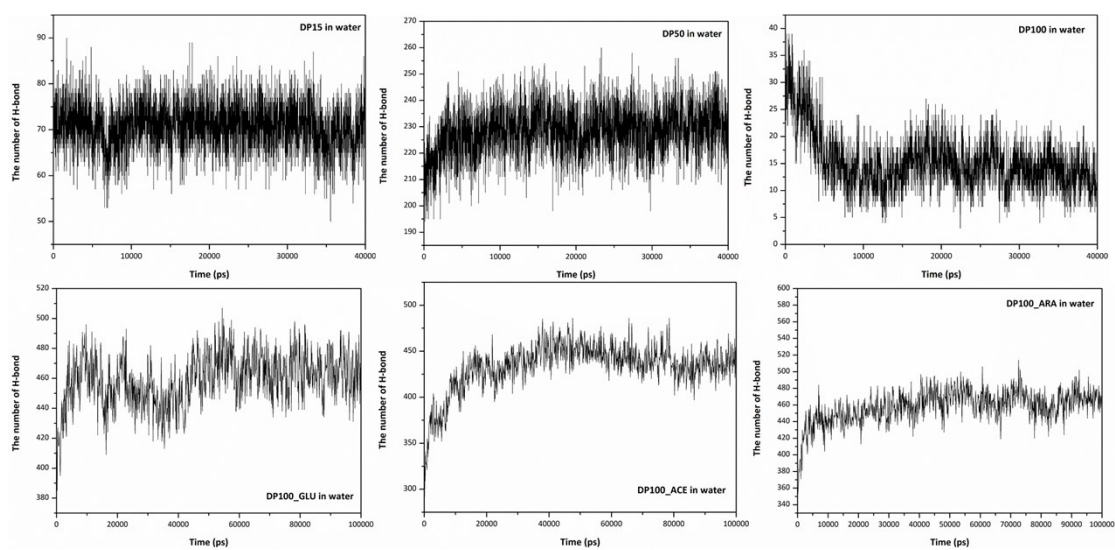 DP15 in water
The number of H-bond
90
80
70
60
50
0 10000 20000 30000 40000
Time (ps)
DP50 in water
The number of H-bond
270
260
250
240
230
220
210
200
190
0 10000 20000 30000 40000
Time (ps)
DP100 in water
The number of H-bond
45
40
35
30
25
20
15
10
5
0
0 10000 20000 30000 40000
Time (ps)
The number of H-bond
520
500
480
460
440
420
400
380
DP100_GLU in water
0 20000 40000 60000 80000 100000
Time (ps)
The number of H-bond
500
450
400
350
300
DP100_ACE in water
0 20000 40000 60000 80000 100000
Time (ps)
DP100_ARA in water
The number of H-bond
600
580
560
540
520
500
480
460
440
420
400
380
360
340
0 10000 20000 30000 40000 50000 60000 70000 80000 90000 100000
Time (ps)